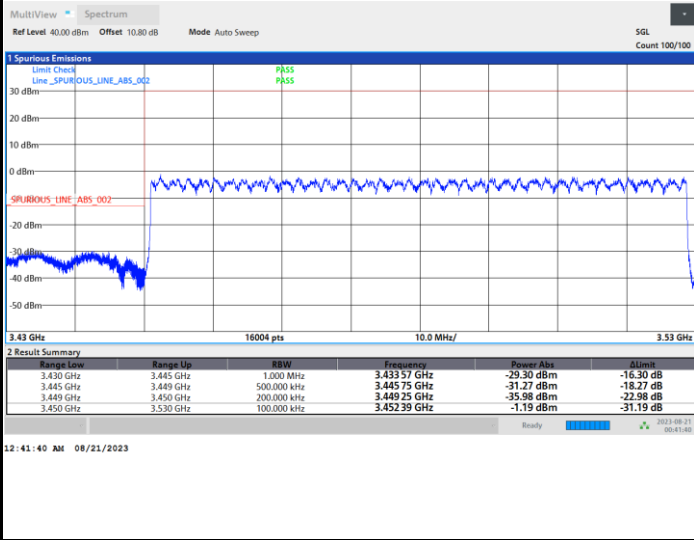 MultiView Spectrum
Ref Level 40.00 dBm Offset 10.80 dB Mode Auto Sweep SGL
Count 100/100
1 Spurious Emissions
Limit Check PASS
Line _SPURIOUS_LINE_ABS_002 PASS
30 dBm
20 dBm
10 dBm
0 dBm
_SPURIOUS_LINE_ABS_002
-20 dBm
-30 dBm
-40 dBm
-50 dBm
3.43 GHz 16004 pts 10.0 MHz/ 3.53 GHz
2 Result Summary
Range Low Range Up RBW Frequency Power Abs ΔLimit
3.430 GHz 3.445 GHz 1.000 MHz 3.433 57 GHz -29.30 dBm -16.30 dB
3.445 GHz 3.449 GHz 500.000 kHz 3.445 75 GHz -31.27 dBm -18.27 dB
3.449 GHz 3.450 GHz 200.000 kHz 3.449 25 GHz -35.98 dBm -22.98 dB
3.450 GHz 3.530 GHz 100.000 kHz 3.452 39 GHz -1.19 dBm -31.19 dB
Ready 2023-08-21
00:41:40
12:41:40 AM 08/21/2023